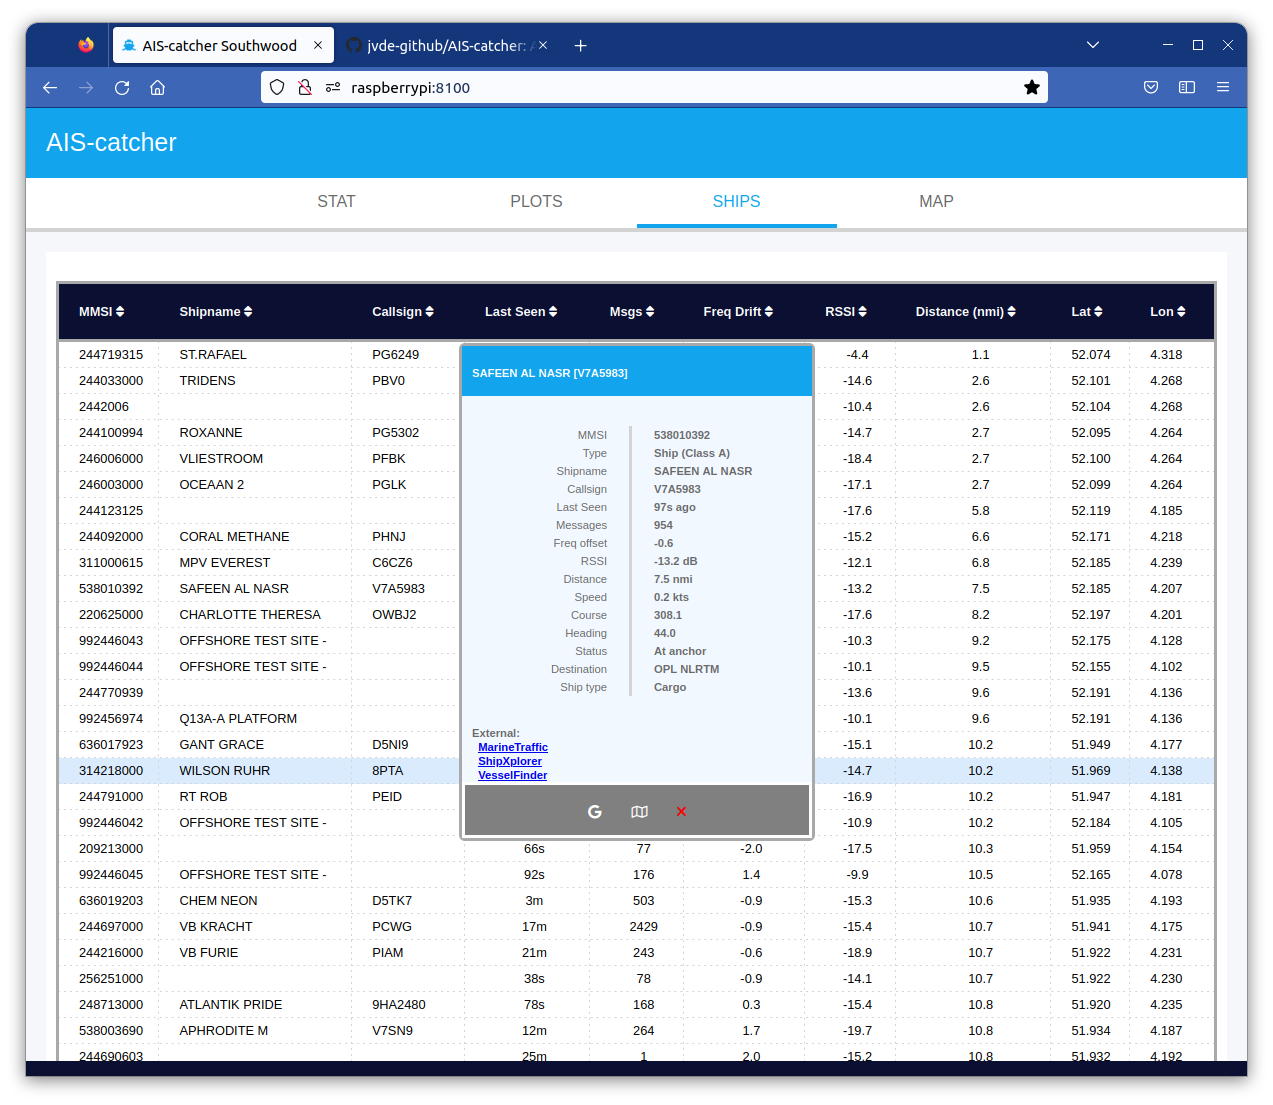 AIS-catcher Southwood
jvde-github/AIS-catcher: A
raspberrypi:8100
AIS-catcher
STAT PLOTS SHIPS MAP
MMSI Shipname Callsign Last Seen Msgs Freq Drift RSSI Distance (nmi) Lat Lon
244719315 ST.RAFAEL PG6249 -4.4 1.1 52.074 4.318
244033000 TRIDENS PBV0 -14.6 2.6 52.101 4.268
2442006 -10.4 2.6 52.104 4.268
244100994 ROXANNE PG5302 -14.7 2.7 52.095 4.264
246006000 VLIESTROOM PFBK -18.4 2.7 52.100 4.264
246003000 OCEAAN 2 PGLK -17.1 2.7 52.099 4.264
244123125 -17.6 5.8 52.119 4.185
244092000 CORAL METHANE PHNJ -15.2 6.6 52.171 4.218
311000615 MPV EVEREST C6CZ6 -12.1 6.8 52.185 4.239
538010392 SAFEEN AL NASR V7A5983 -13.2 7.5 52.185 4.207
220625000 CHARLOTTE THERESA OWBJ2 -17.6 8.2 52.197 4.201
992446043 OFFSHORE TEST SITE - -10.3 9.2 52.175 4.128
992446044 OFFSHORE TEST SITE - -10.1 9.5 52.155 4.102
244770939 -13.6 9.6 52.191 4.136
992456974 Q13A-A PLATFORM -10.1 9.6 52.191 4.136
636017923 GANT GRACE D5NI9 -15.1 10.2 51.949 4.177
314218000 WILSON RUHR 8PTA -14.7 10.2 51.969 4.138
244791000 RT ROB PEID -16.9 10.2 51.947 4.181
992446042 OFFSHORE TEST SITE - -10.9 10.2 52.184 4.105
209213000 66s 77 -2.0 -17.5 10.3 51.959 4.154
992446045 OFFSHORE TEST SITE - 92s 176 1.4 -9.9 10.5 52.165 4.078
636019203 CHEM NEON D5TK7 3m 503 -0.9 -15.3 10.6 51.935 4.193
244697000 VB KRACHT PCWG 17m 2429 -0.9 -15.4 10.7 51.941 4.175
244216000 VB FURIE PIAM 21m 243 -0.6 -18.9 10.7 51.922 4.231
256251000 38s 78 -0.9 -14.1 10.7 51.922 4.230
248713000 ATLANTIK PRIDE 9HA2480 78s 168 0.3 -15.4 10.8 51.920 4.235
538003690 APHRODITE M V7SN9 12m 264 1.7 -19.7 10.8 51.934 4.187
244690603 25m 1 2.0 -15.2 10.8 51.932 4.192
SAFEEN AL NASR [V7A5983]
MMSI 538010392
Type Ship (Class A)
Shipname SAFEEN AL NASR
Callsign V7A5983
Last Seen 97s ago
Messages 954
Freq offset -0.6
RSSI -13.2 dB
Distance 7.5 nmi
Speed 0.2 kts
Course 308.1
Heading 44.0
Status At anchor
Destination OPL NLRTM
Ship type Cargo
External:
MarineTraffic
ShipXplorer
VesselFinder